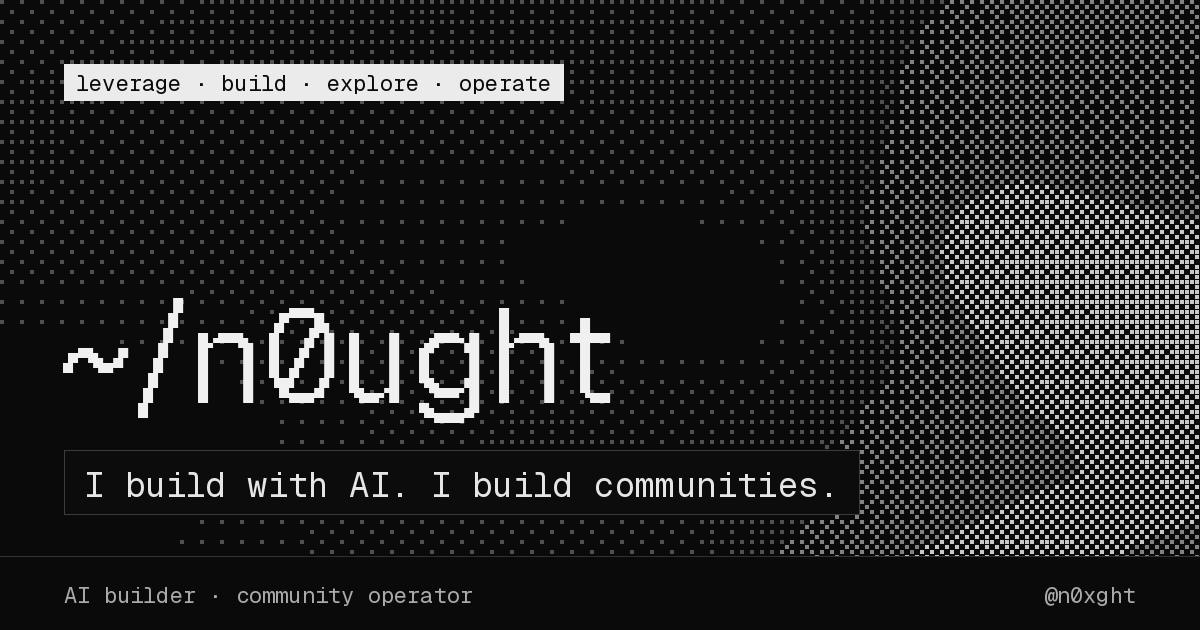 leverage · build · explore · operate
~/n0ught
I build with AI. I build communities.
AI builder · community operator
@n0xght